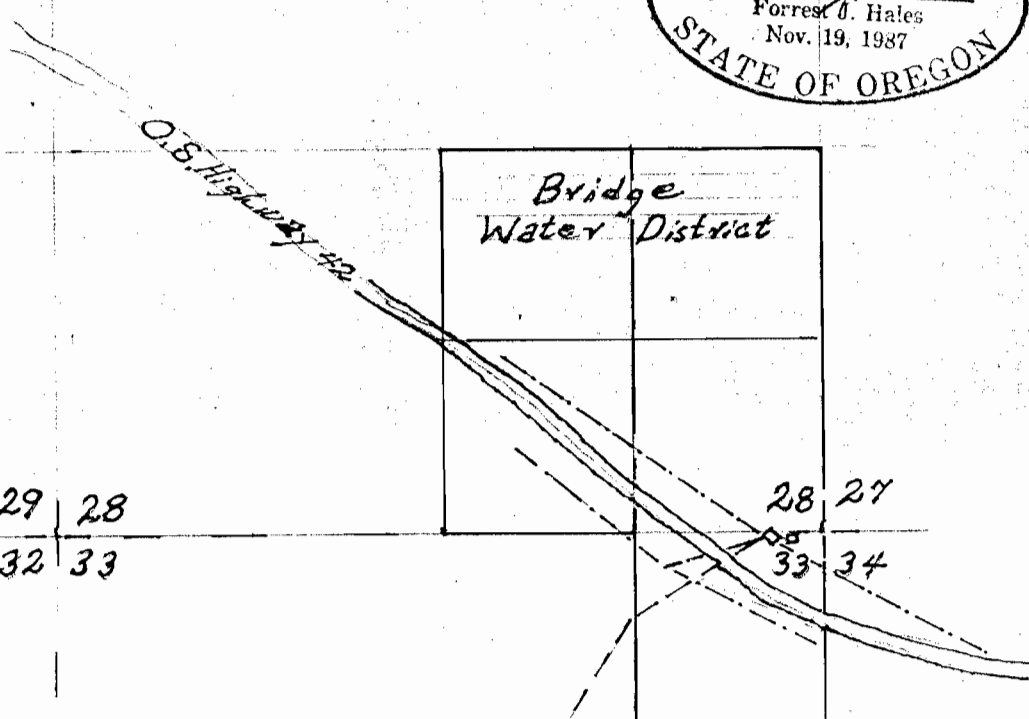 Forrest J. Hales
Nov. 19, 1987
STATE OF OREGON
O.S. Highway 42
Bridge
Water District
29 28
32 33
28 27
33 34